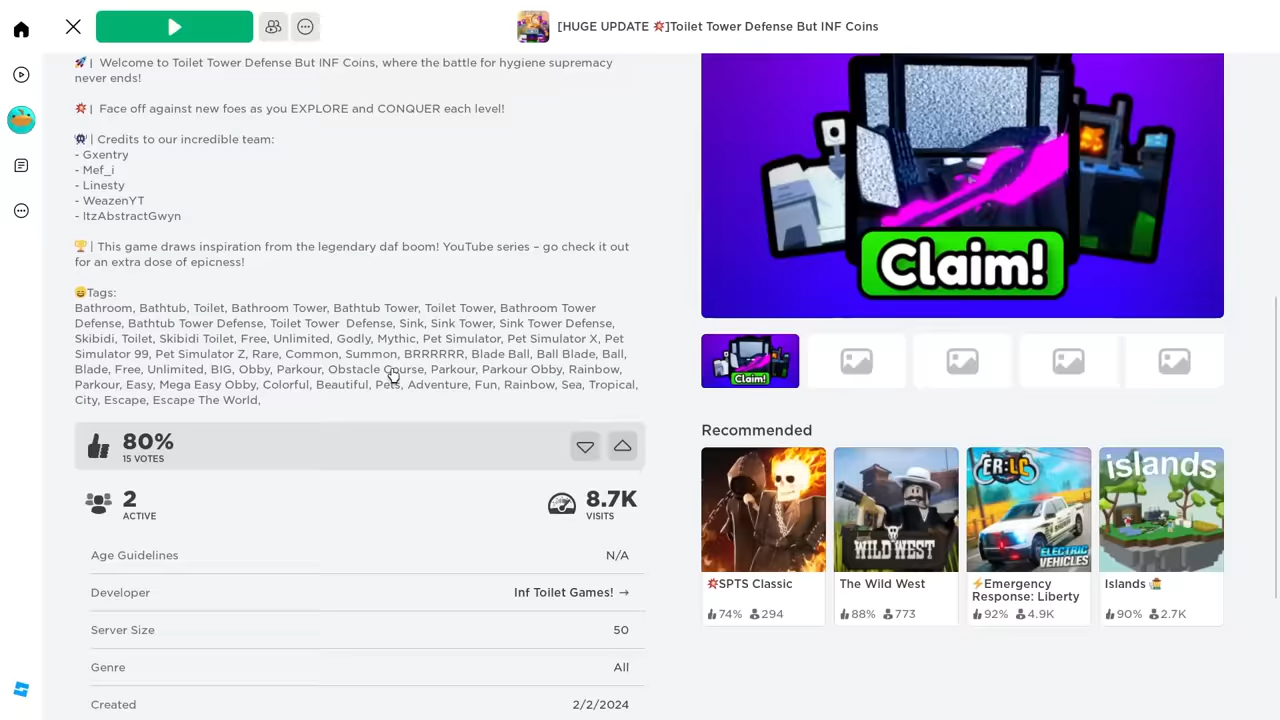 [HUGE UPDATE 💥]Toilet Tower Defense But INF Coins
🚀 | Welcome to Toilet Tower Defense But INF Coins, where the battle for hygiene supremacy
never ends!
💥 | Face off against new foes as you EXPLORE and CONQUER each level!
| Credits to our incredible team:
- Gxentry
- Mef_i
- Linesty
- WeazenYT
- ItzAbstractGwyn
🏆 | This game draws inspiration from the legendary daf boom! YouTube series – go check it out
for an extra dose of epicness!
😄Tags:
Bathroom, Bathtub, Toilet, Bathroom Tower, Bathtub Tower, Toilet Tower, Bathroom Tower
Defense, Bathtub Tower Defense, Toilet Tower  Defense, Sink, Sink Tower, Sink Tower Defense,
Skibidi, Toilet, Skibidi Toilet, Free, Unlimited, Godly, Mythic, Pet Simulator, Pet Simulator X, Pet
Simulator 99, Pet Simulator Z, Rare, Common, Summon, BRRRRRR, Blade Ball, Ball Blade, Ball,
Blade, Free, Unlimited, BIG, Obby, Parkour, Obstacle Course, Parkour, Parkour Obby, Rainbow,
Parkour, Easy, Mega Easy Obby, Colorful, Beautiful, Pets, Adventure, Child, Rainbow, Sea, Tropical,
City, Escape, Escape The World,
80%
15 VOTES
2
ACTIVE
8.7K
VISITS
Age Guidelines N/A
Developer Inf Toilet Games! →
Server Size 50
Genre All
Created 2/2/2024
Claim!
Claim!
Recommended
WILD WEST
ER:LC
ELECTRIC
VEHICLES
islands
💥SPTS Classic
74% 294
The Wild West
88% 773
⚡Emergency
Response: Liberty
92% 4.9K
Islands
90% 2.7K